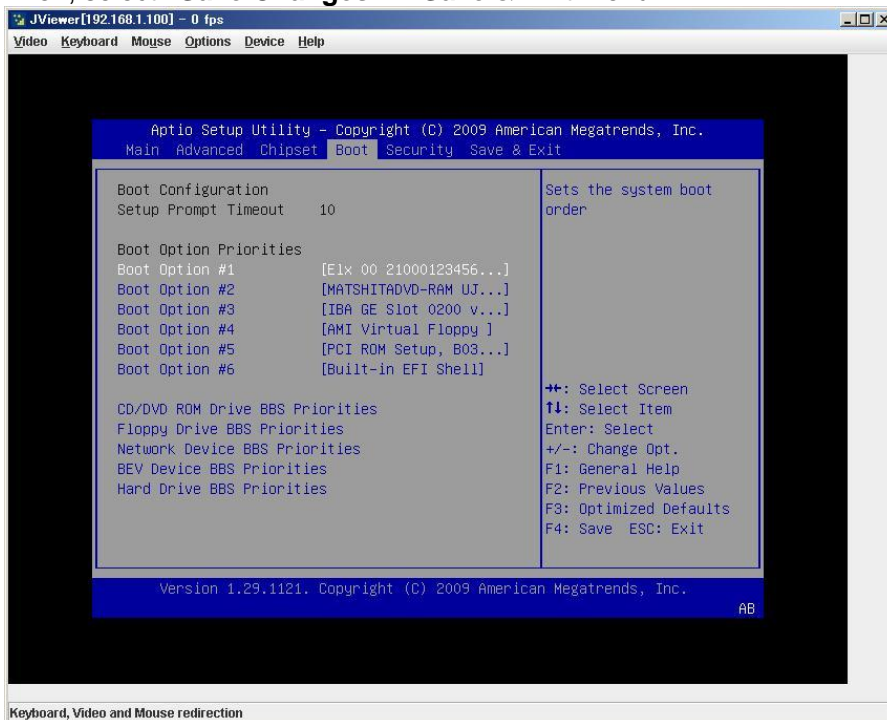 JViewer[192.168.1.100] - 0 fps
Video Keyboard Mouse Options Device Help
Aptio Setup Utility – Copyright (C) 2009 American Megatrends, Inc.
Main Advanced Chipset Boot Security Save & Exit
Boot Configuration
Setup Prompt Timeout 10
Boot Option Priorities
Boot Option #1 [Elx 00 21000123456...]
Boot Option #2 [MATSHITADVD-RAM UJ...]
Boot Option #3 [IBA GE Slot 0200 v...]
Boot Option #4 [AMI Virtual Floppy ]
Boot Option #5 [PCI ROM Setup, B03...]
Boot Option #6 [Built-in EFI Shell]
CD/DVD ROM Drive BBS Priorities
Floppy Drive BBS Priorities
Network Device BBS Priorities
BEV Device BBS Priorities
Hard Drive BBS Priorities
Sets the system boot
order
→←: Select Screen
↑↓: Select Item
Enter: Select
+/-: Change Opt.
F1: General Help
F2: Previous Values
F3: Optimized Defaults
F4: Save ESC: Exit
Version 1.29.1121. Copyright (C) 2009 American Megatrends, Inc.
AB
Keyboard, Video and Mouse redirection